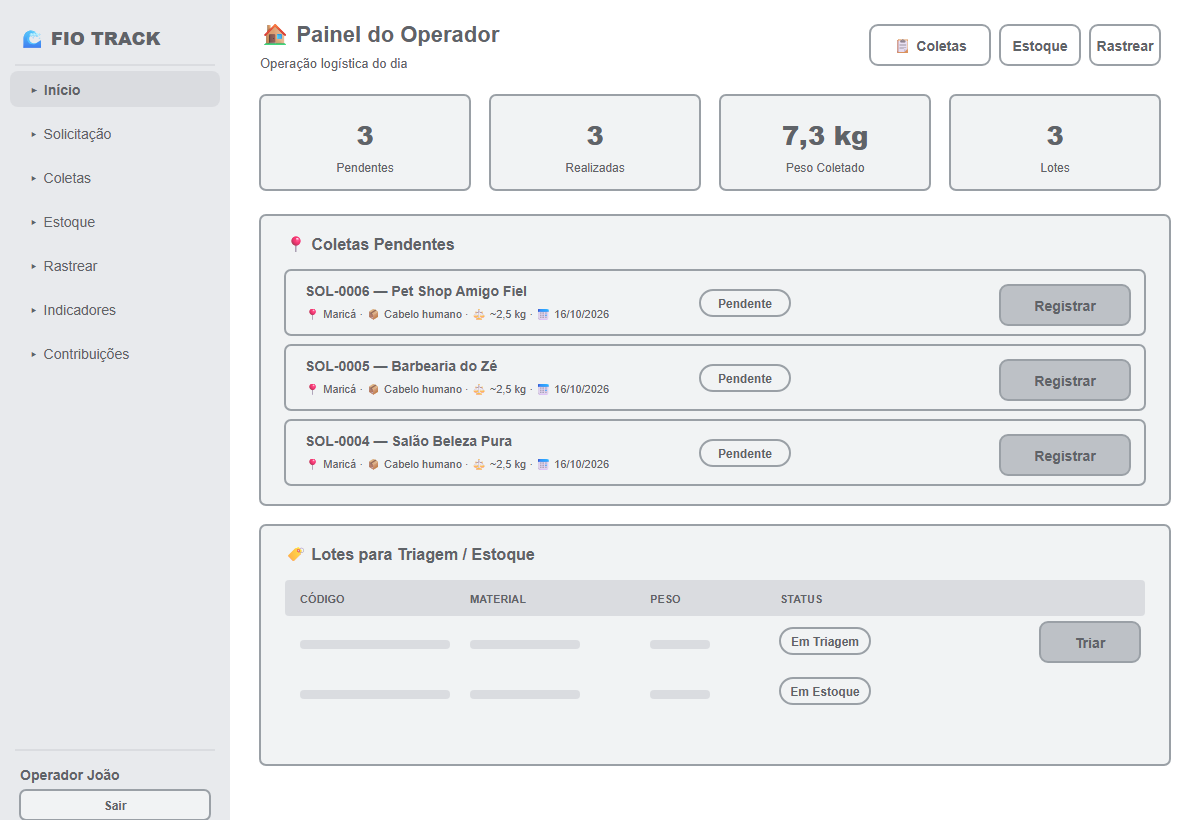 FIO TRACK
Início
Solicitação
Coletas
Estoque
Rastrear
Indicadores
Contribuições
Operador João
Sair
Painel do Operador
Operação logística do dia
Coletas
Estoque
Rastrear
3
Pendentes
3
Realizadas
7,3 kg
Peso Coletado
3
Lotes
Coletas Pendentes
SOL-0006 — Pet Shop Amigo Fiel
Maricá · Cabelo humano · ~2,5 kg · 16/10/2026
Pendente
Registrar
SOL-0005 — Barbearia do Zé
Maricá · Cabelo humano · ~2,5 kg · 16/10/2026
Pendente
Registrar
SOL-0004 — Salão Beleza Pura
Maricá · Cabelo humano · ~2,5 kg · 16/10/2026
Pendente
Registrar
Lotes para Triagem / Estoque
CÓDIGO MATERIAL PESO STATUS
Em Triagem
Triar
Em Estoque